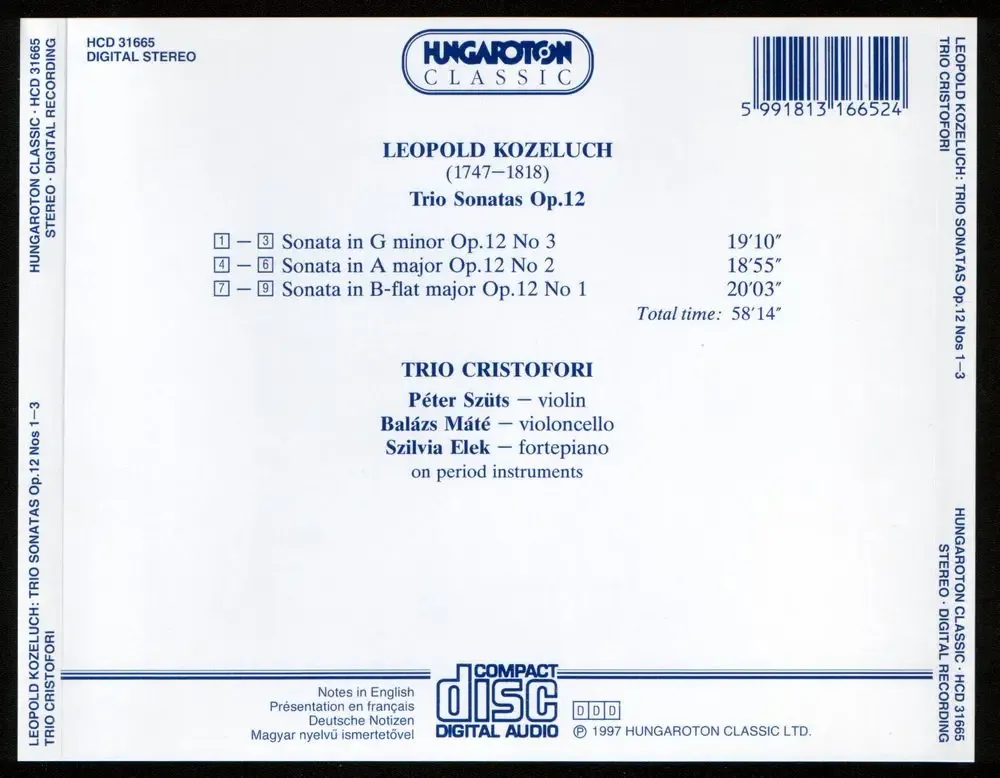 HCD 31665
DIGITAL STEREO
HUNGAROTON
CLASSIC
5 991813 166524
LEOPOLD KOZELUCH
(1747–1818)
Trio Sonatas Op.12
1 – 3 Sonata in G minor Op.12 No 3 19′10″
4 – 6 Sonata in A major Op.12 No 2 18′55″
7 – 9 Sonata in B-flat major Op.12 No 1 20′03″
Total time: 58′14″
TRIO CRISTOFORI
Péter Szüts – violin
Balázs Máté – violoncello
Szilvia Elek – fortepiano
on period instruments
Notes in English
Présentation en français
Deutsche Notizen
Magyar nyelvű ismertetővel
COMPACT
disc
DIGITAL AUDIO
DDD
℗ 1997 HUNGAROTON CLASSIC LTD.
HUNGAROTON CLASSIC · HCD 31665
STEREO · DIGITAL RECORDING
LEOPOLD KOZELUCH: TRIO SONATAS Op.12 Nos 1–3
TRIO CRISTOFORI
LEOPOLD KOZELUCH: TRIO SONATAS Op.12 Nos 1–3
TRIO CRISTOFORI
HUNGAROTON CLASSIC · HCD 31665
STEREO · DIGITAL RECORDING